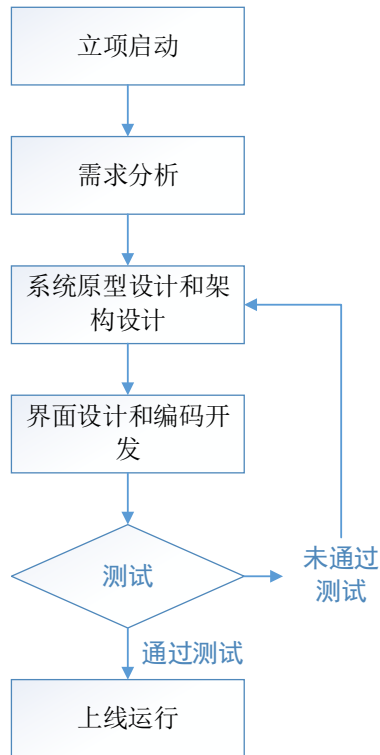 立项启动
需求分析
系统原型设计和架
构设计
界面设计和编码开
发
测试
未通过
测试
通过测试
上线运行